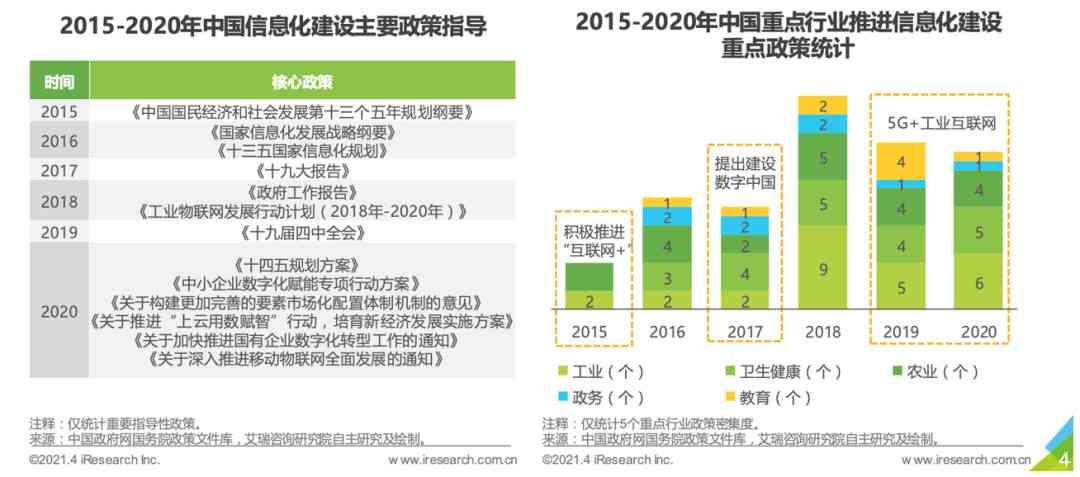 2015-2020年中国信息化建设主要政策指导
时间 核心政策
2015 《中国国民经济和社会发展第十三个五年规划纲要》
2016 《国家信息化发展战略纲要》
《十三五国家信息化规划》
2017 《十九大报告》
2018 《政府工作报告》
《工业物联网发展行动计划（2018年-2020年）》
2019 《十九届四中全会》
2020 《十四五规划方案》
《中小企业数字化赋能专项行动方案》
《关于构建更加完善的要素市场化配置体制机制的意见》
《关于推进“上云用数赋智”行动，培育新经济发展实施方案》
《关于加快推进国有企业数字化转型工作的通知》
《关于深入推进移动物联网全面发展的通知》
注释：仅统计重要指导性政策。
来源：中国政府网国务院政策文件库，艾瑞咨询研究院自主研究及绘制。
©2021.4 iResearch Inc. www.iresearch.com.cn
2015-2020年中国重点行业推进信息化建设
重点政策统计
积极推进
“互联网+”
2
2015
1
2
4
3
2
2016
提出建设
数字中国
1
2
2
4
2
2017
2
2
5
5
9
2018
5G+工业互联网
4
1
4
4
5
2019
1
1
4
5
6
2020
工业（个） 卫生健康（个） 农业（个）
政务（个） 教育（个）
注释：仅统计5个重点行业政策密集度。
来源：中国政府网国务院政策文件库，艾瑞咨询研究院自主研究及绘制。
©2021.4 iResearch Inc. www.iresearch.com.cn
4